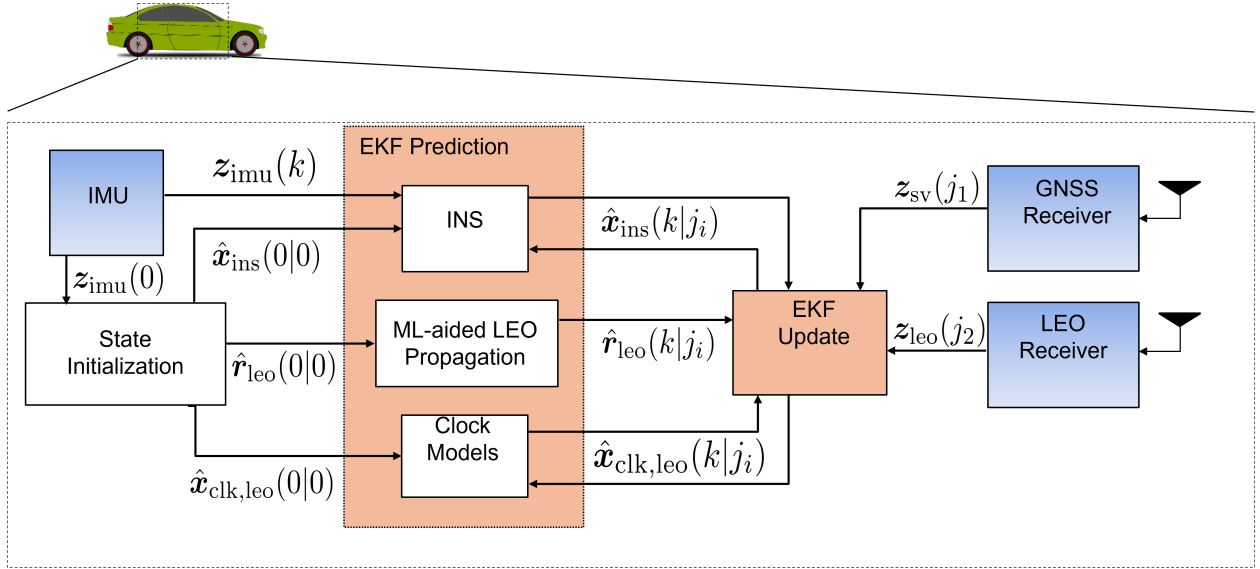 EKF Prediction
IMU
z_imu(k)
INS
x̂_ins(0|0)
z_imu(0)
x̂_ins(k|j_i)
z_sv(j_1)
GNSS
Receiver
State
Initialization
r̂_leo(0|0)
ML-aided LEO
Propagation
r̂_leo(k|j_i)
EKF
Update
z_leo(j_2)
LEO
Receiver
x̂_clk,leo(0|0)
Clock
Models
x̂_clk,leo(k|j_i)